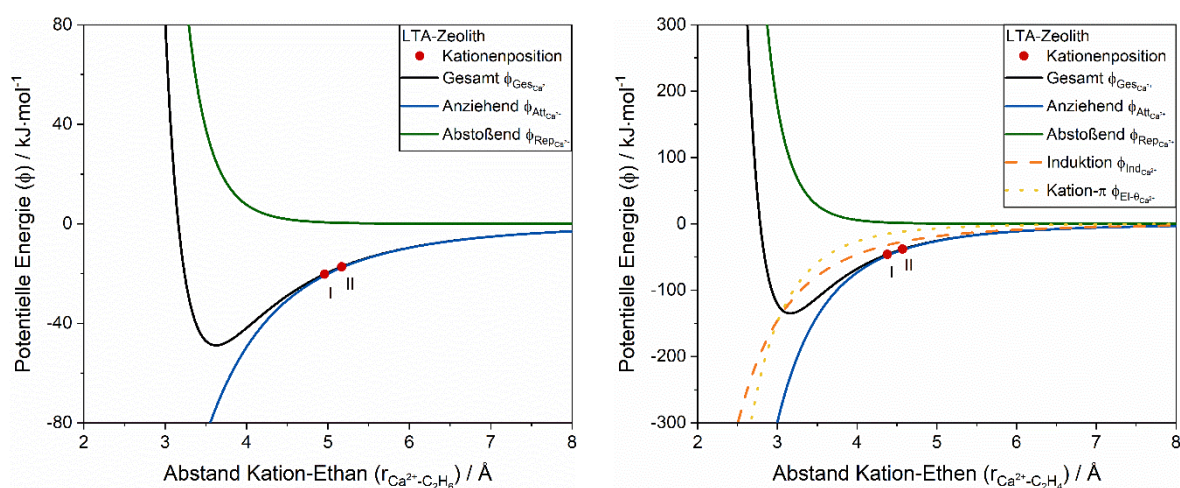 LTA-Zeolith
Kationenposition
Gesamt ϕGesCa²⁺
Anziehend ϕAttCa²⁺
Abstoßend ϕRepCa²⁺
80
40
0
-40
-80
Potentielle Energie (ϕ) / kJ·mol⁻¹
I
II
2 3 4 5 6 7 8
Abstand Kation-Ethan (rCa²⁺-C₂H₆) / Å
LTA-Zeolith
Kationenposition
Gesamt ϕGesCa²⁺
Anziehend ϕAttCa²⁺
Abstoßend ϕRepCa²⁺
Induktion ϕIndCa²⁺
Kation-π ϕEl-θCa²⁺
300
200
100
0
-100
-200
-300
Potentielle Energie (ϕ) / kJ·mol⁻¹
I
II
2 3 4 5 6 7 8
Abstand Kation-Ethen (rCa²⁺-C₂H₄) / Å